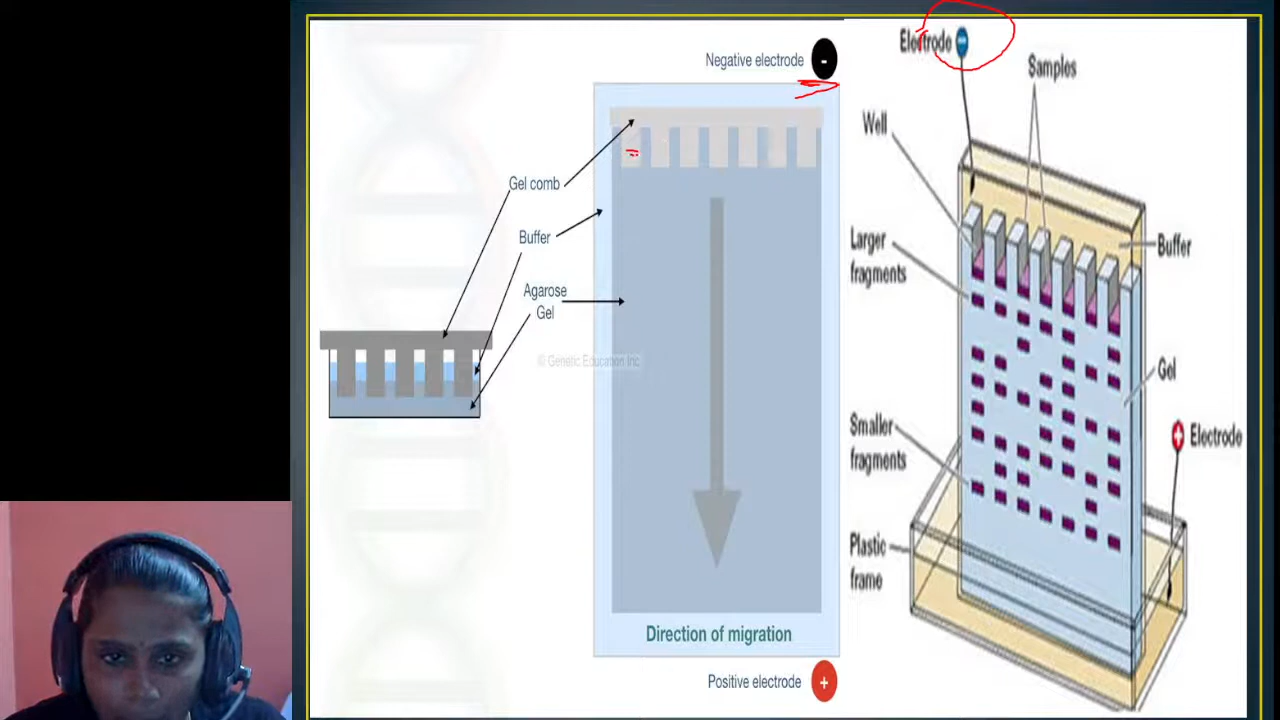 Negative electrode
-
Gel comb
Buffer
Agarose
Gel
© Genetic Education Inc
Direction of migration
Positive electrode
+
Electrode
Samples
Well
Larger
fragments
Buffer
Gel
Smaller
fragments
+
Electrode
Plastic
frame